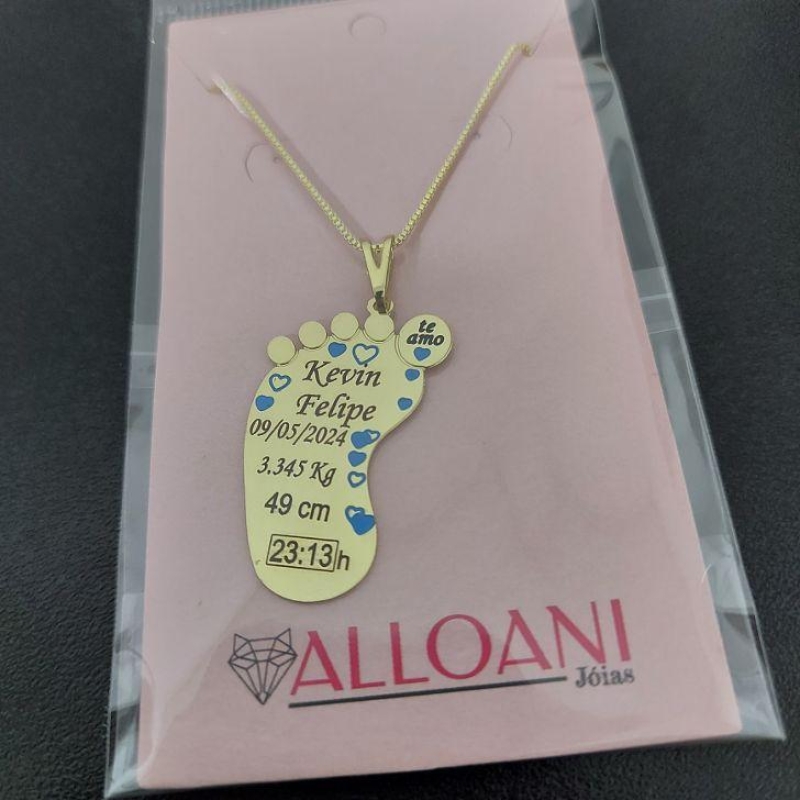 te
amo
Kevin
Felipe
09/05/2024
3.345 Kg
49 cm
23:13h
ALLOANI
Jóias